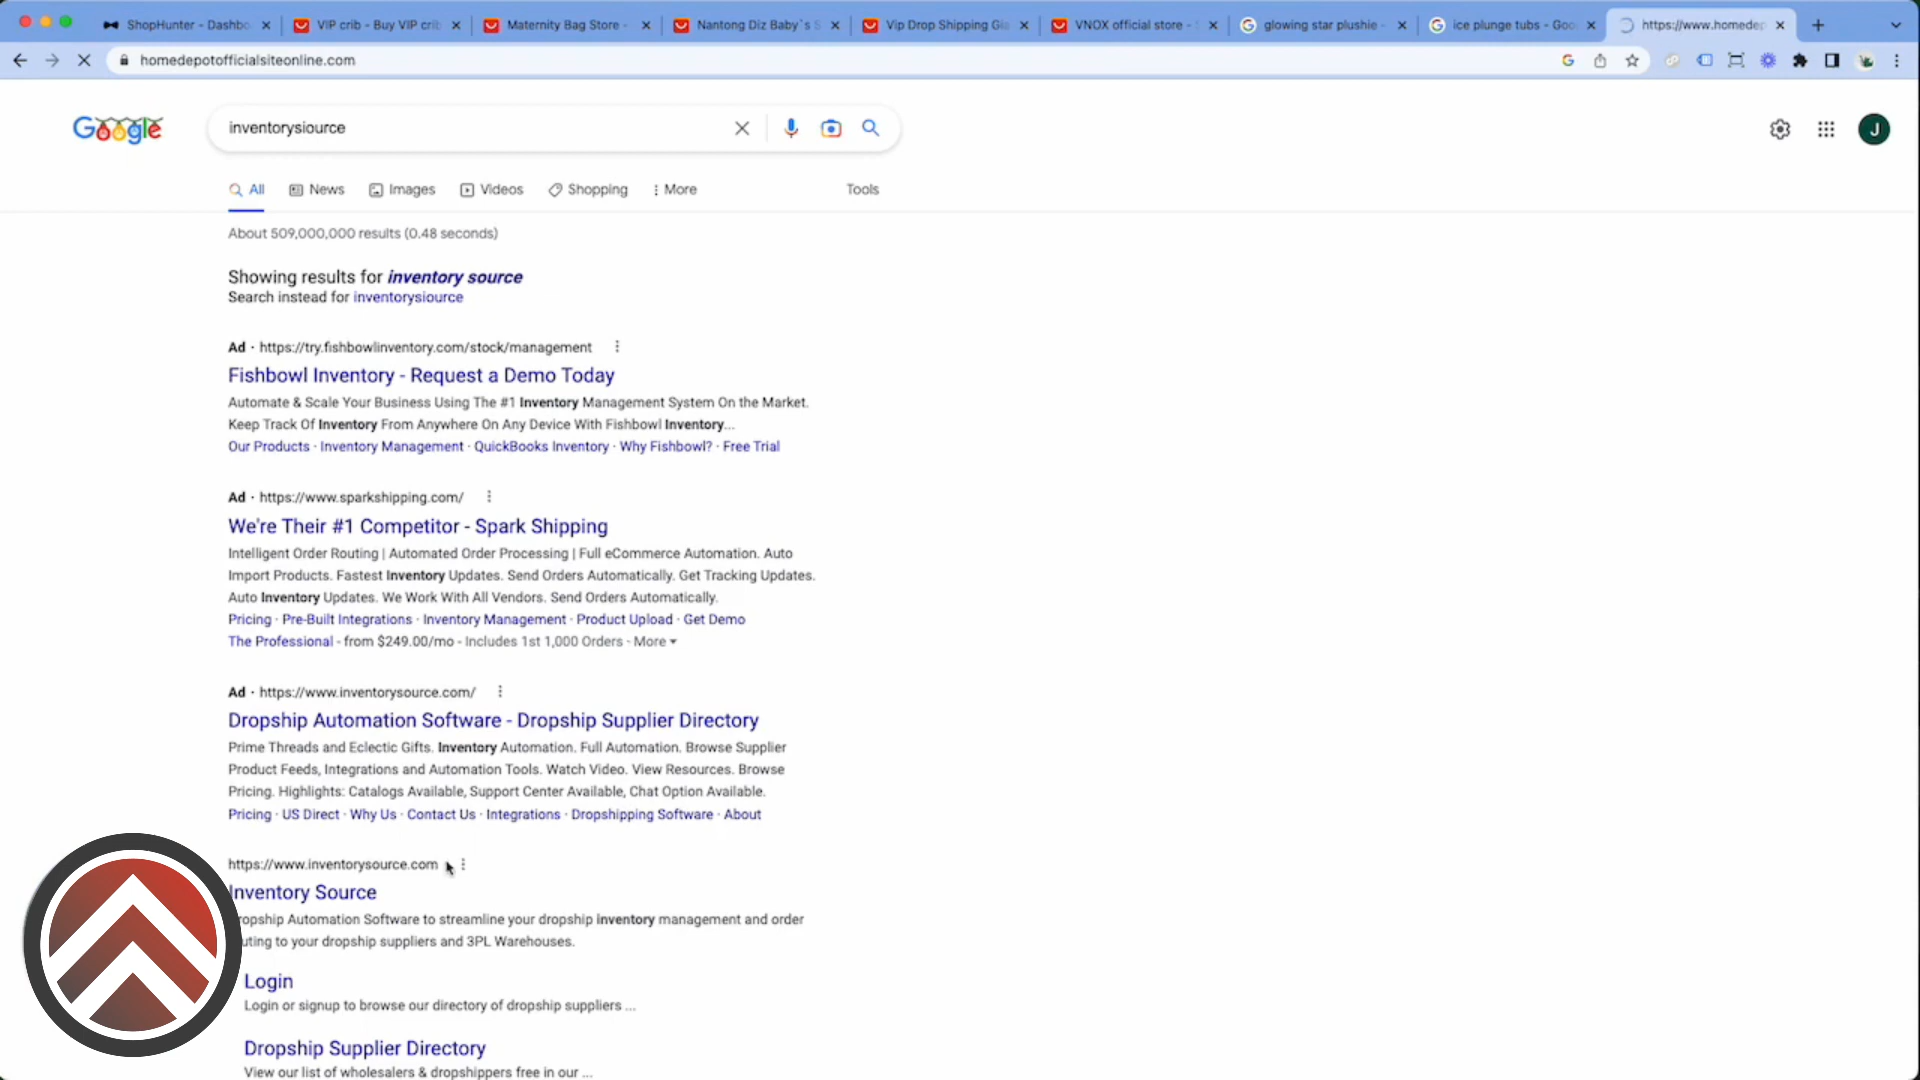 ShopHunter - Dashbo
VIP crib - Buy VIP crib
Maternity Bag Store -
Nantong Diz Baby`s S
Vip Drop Shipping Gla
VNOX official store - S
glowing star plushie -
ice plunge tubs - Goo
https://www.homedep
homedepotofficialsiteonline.com
Google
inventorysiource
J
All
News
Images
Videos
Shopping
More
Tools
About 509,000,000 results (0.48 seconds)
Showing results for inventory source
Search instead for inventorysiource
Ad · https://try.fishbowlinventory.com/stock/management
Fishbowl Inventory - Request a Demo Today
Automate & Scale Your Business Using The #1 Inventory Management System On the Market.
Keep Track Of Inventory From Anywhere On Any Device With Fishbowl Inventory...
Our Products · Inventory Management · QuickBooks Inventory · Why Fishbowl? · Free Trial
Ad · https://www.sparkshipping.com/
We're Their #1 Competitor - Spark Shipping
Intelligent Order Routing | Automated Order Processing | Full eCommerce Automation. Auto
Import Products. Fastest Inventory Updates. Send Orders Automatically. Get Tracking Updates.
Auto Inventory Updates. We Work With All Vendors. Send Orders Automatically.
Pricing · Pre-Built Integrations · Inventory Management · Product Upload · Get Demo
The Professional - from $249.00/mo - Includes 1st 1,000 Orders - More
Ad · https://www.inventorysource.com/
Dropship Automation Software - Dropship Supplier Directory
Prime Threads and Eclectic Gifts. Inventory Automation. Full Automation. Browse Supplier
Product Feeds, Integrations and Automation Tools. Watch Video. View Resources. Browse
Pricing. Highlights: Catalogs Available, Support Center Available, Chat Option Available.
Pricing · US Direct · Why Us · Contact Us · Integrations · Dropshipping Software · About
https://www.inventorysource.com
Inventory Source
ropship Automation Software to streamline your dropship inventory management and order
uting to your dropship suppliers and 3PL Warehouses.
Login
Login or signup to browse our directory of dropship suppliers ...
Dropship Supplier Directory
View our list of wholesalers & dropshippers free in our ...